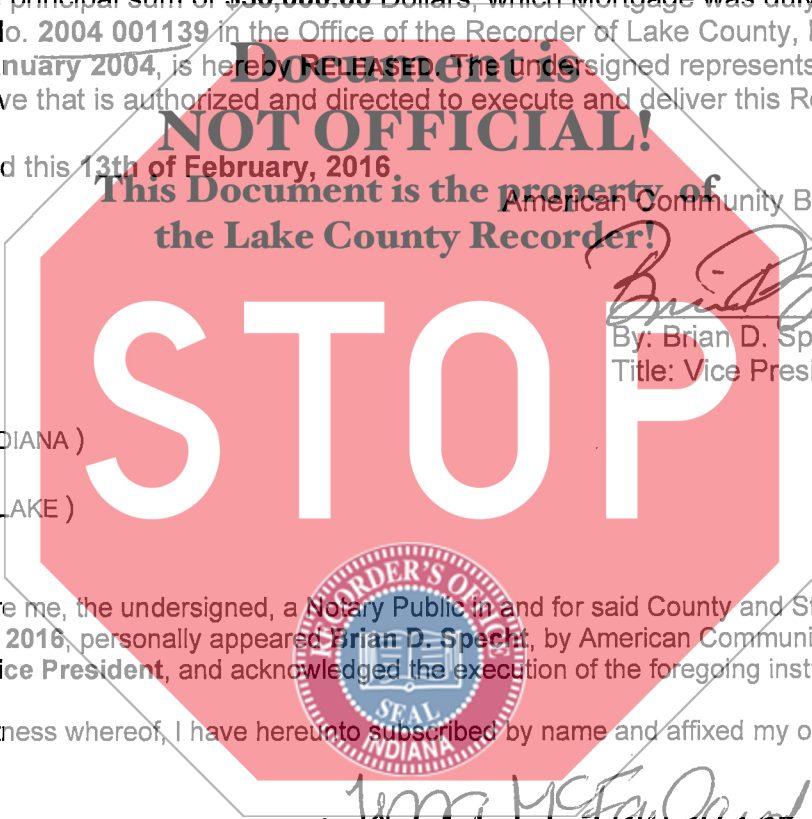 principal sum of $30,000.00 Dollars, which Mortgage was duly
No. 2004 001139 in the Office of the Recorder of Lake County,
nuary 2004, is hereby RELEASED. The undersigned represents
ve that is authorized and directed to execute and deliver this Re
Document is
NOT OFFICIAL!
d this 13th of February, 2016
This Document is the property of
the Lake County Recorder!
American Community B
By: Brian D. Sp
Title: Vice Presi
STOP
DIANA )
LAKE )
re me, the undersigned, a Notary Public in and for said County and St
2016, personally appeared Brian D. Specht, by American Communi
ice President, and acknowledged the execution of the foregoing inst
RECORDER'S OFFICE
SEAL
INDIANA
ness whereof, I have hereunto subscribed by name and affixed my o